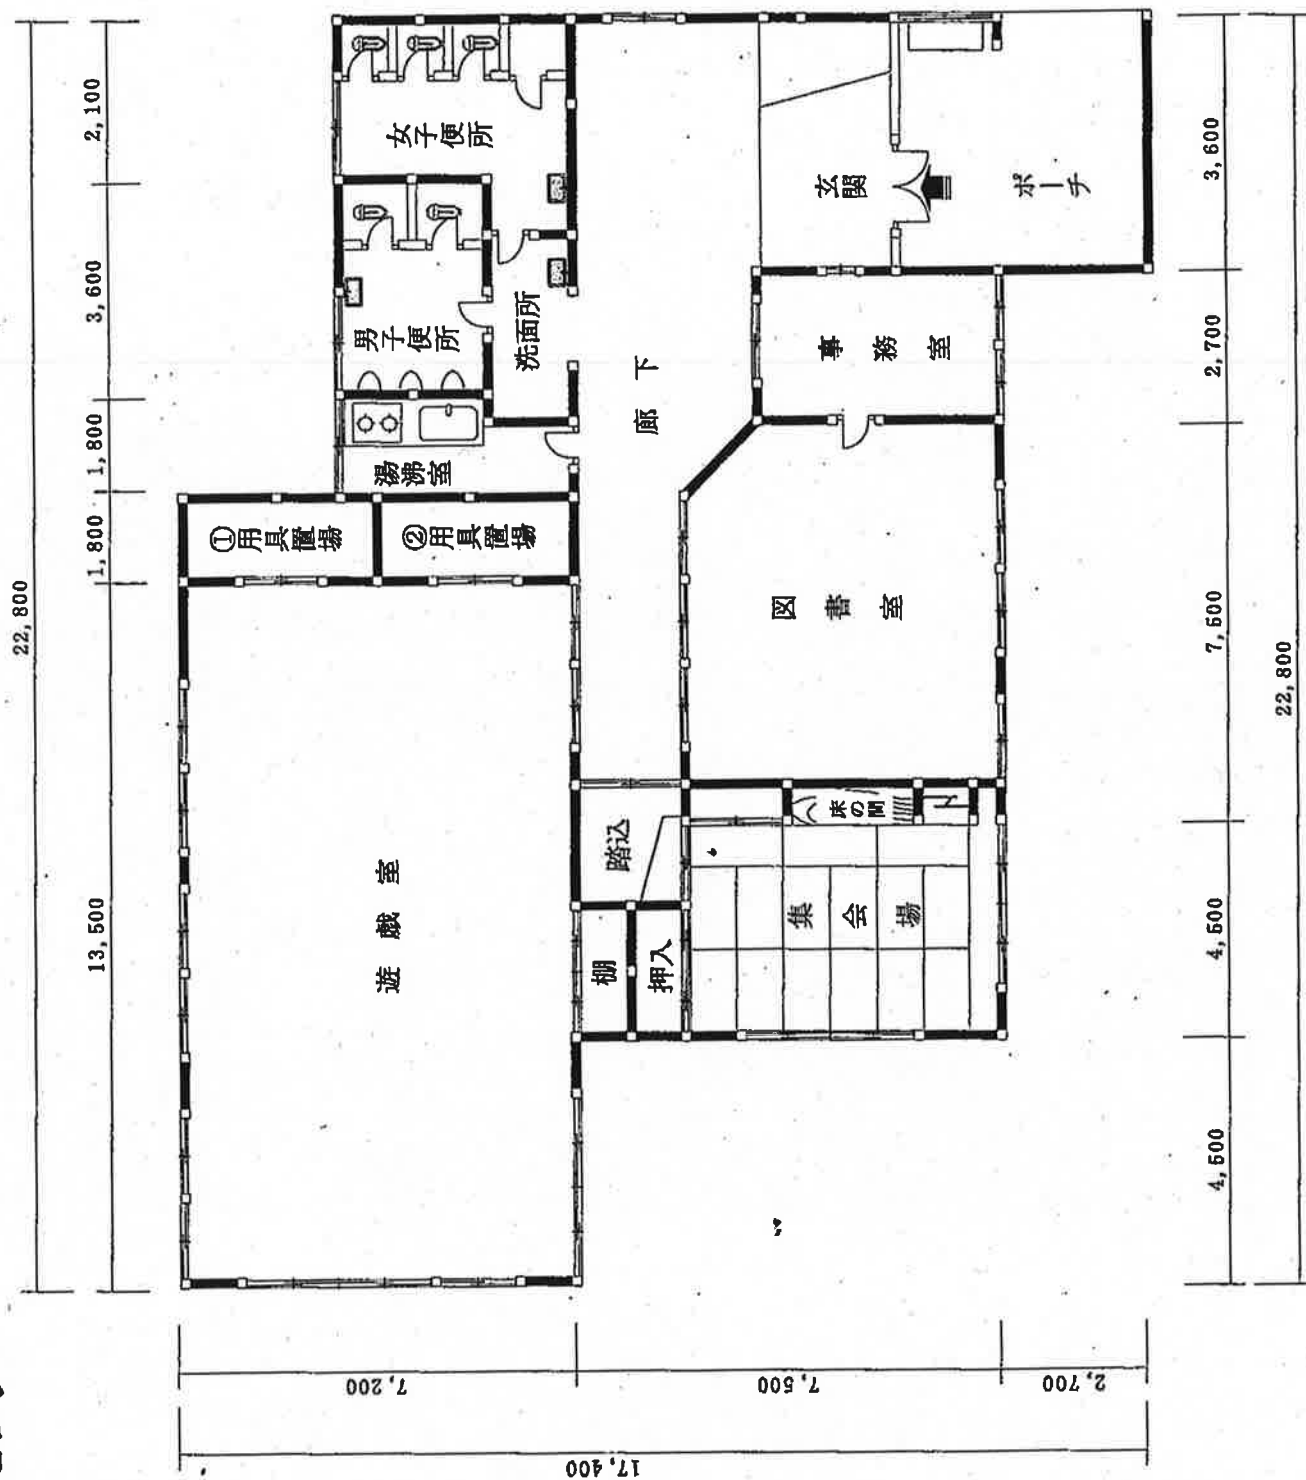 22,800
2,100
3,600
1,800
1,800
13,500
女子便所
男子便所
洗面所
湯沸室
①用具置場
②用具置場
遊戯室
廊下
玄関
ポーチ
事務室
図書室
踏込
棚
押入
床の間
集会場
3,600
2,700
7,500
4,500
4,500
22,800
7,200
7,500
2,700
17,400